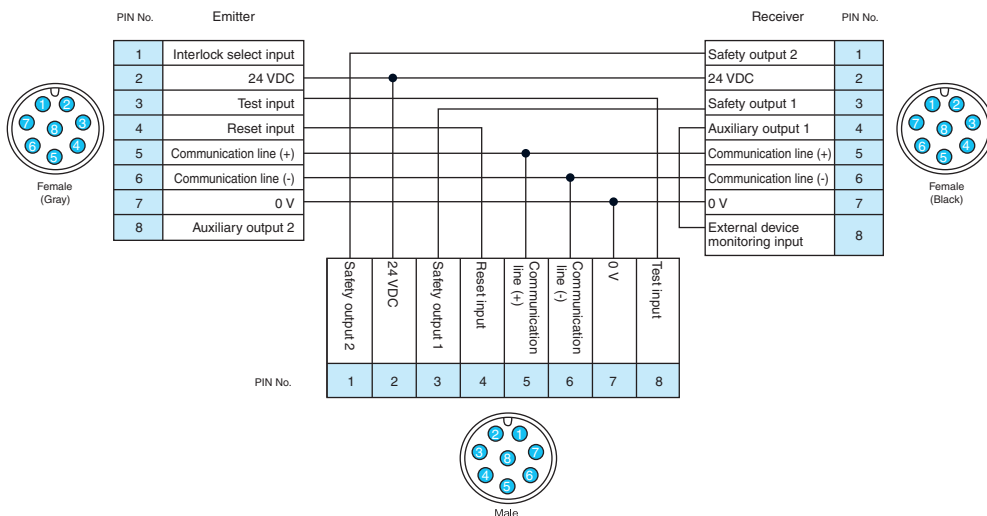 PIN No. Emitter
1 Interlock select input
2 24 VDC
3 Test input
4 Reset input
5 Communication line (+)
6 Communication line (-)
7 0 V
8 Auxiliary output 2
1 2
7 8 3
6 5 4
Female
(Gray)
Receiver PIN No.
Safety output 2 1
24 VDC 2
Safety output 1 3
Auxiliary output 1 4
Communication line (+) 5
Communication line (-) 6
0 V 7
External device
monitoring input 8
1 2
7 8 3
6 5 4
Female
(Black)
Safety output 2
24 VDC
Safety output 1
Reset input
Communication
line (+)
Communication
line (-)
0 V
Test input
PIN No. 1 2 3 4 5 6 7 8
2 1
3 8 7
4 5 6
Male